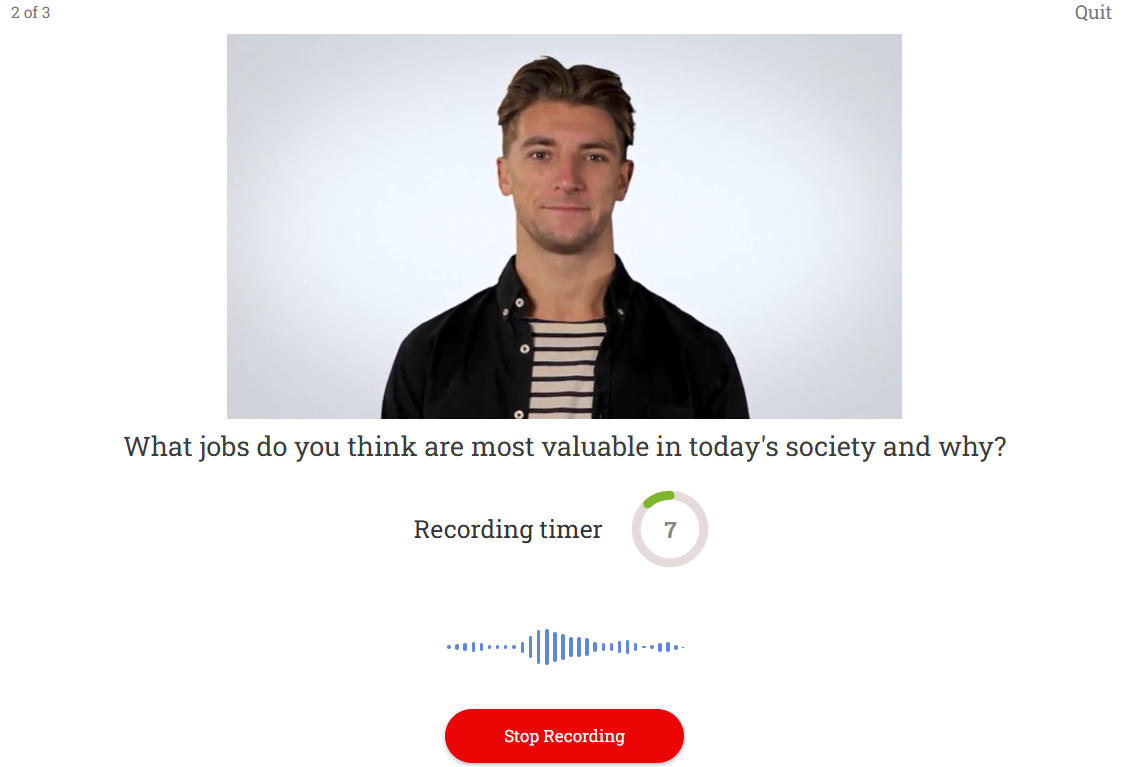 2 of 3
Quit
What jobs do you think are most valuable in today's society and why?
Recording timer
7
Stop Recording